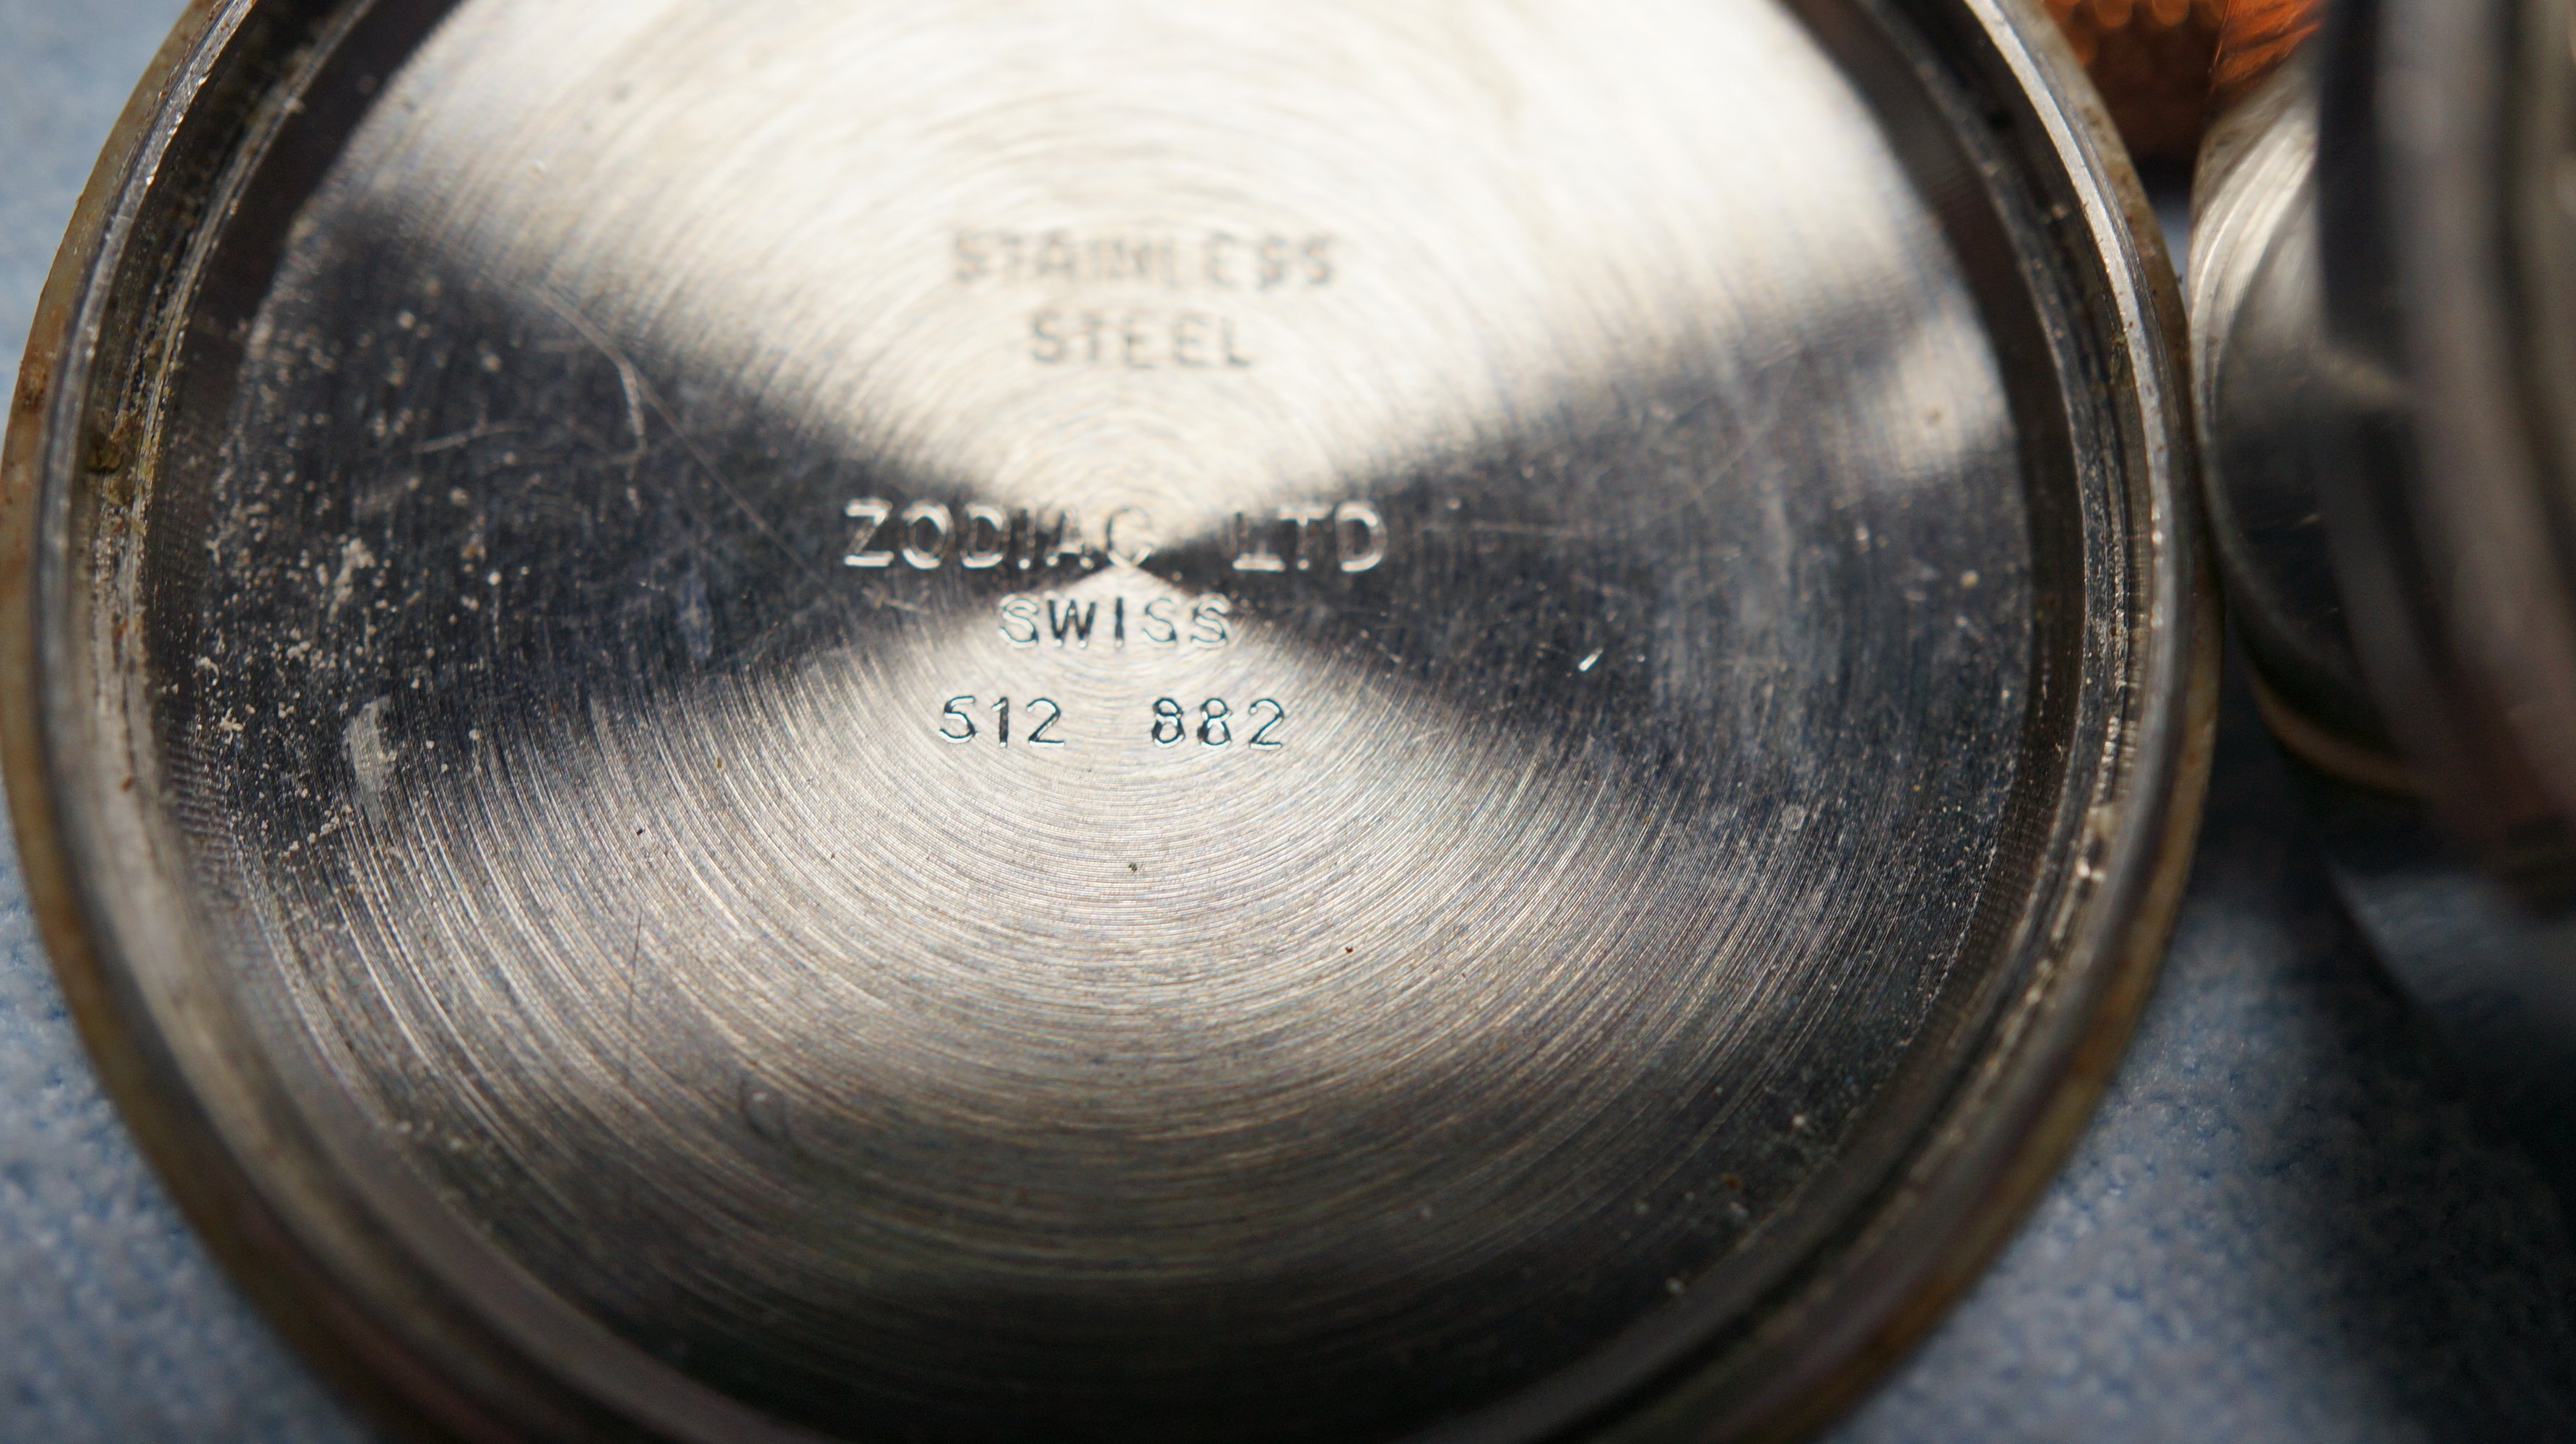 STAINLESS
STEEL
ZODIAC LTD
SWISS
512 882